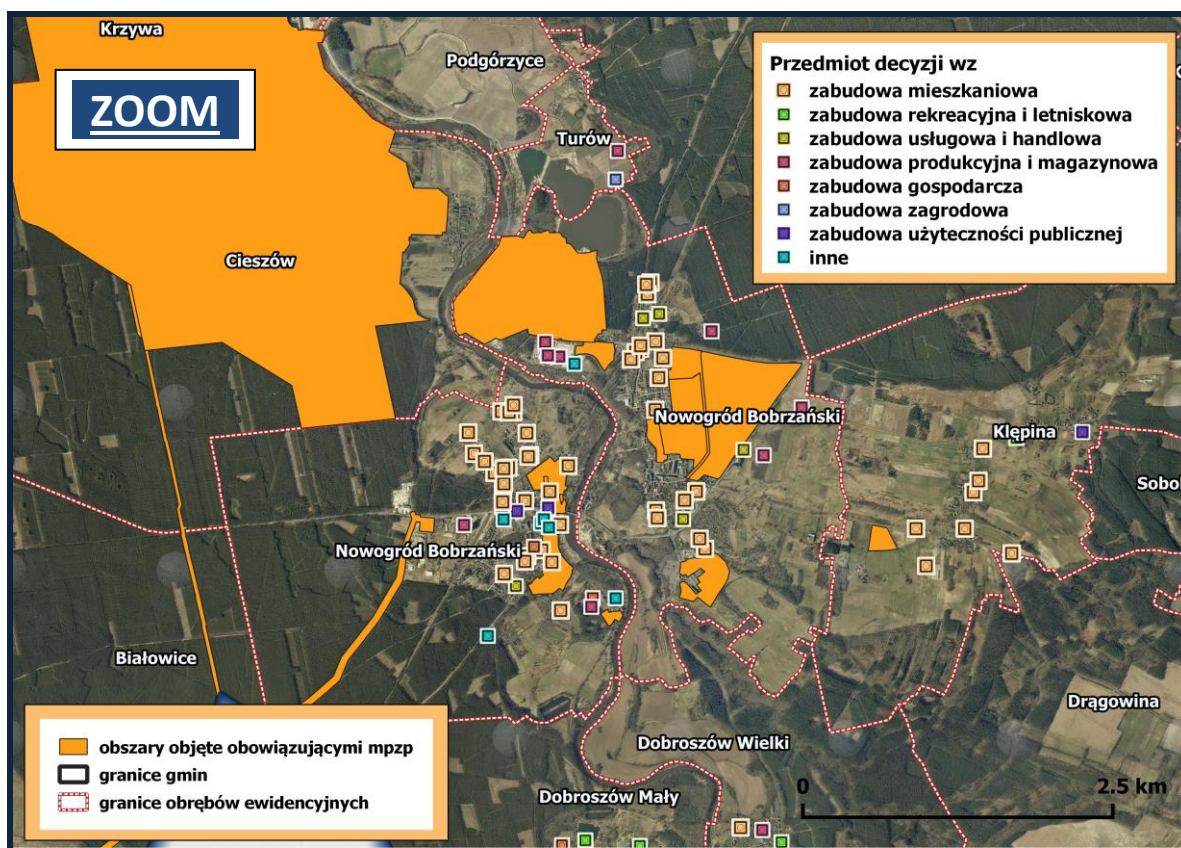 Krzywa
ZOOM
Podgórzyce
Turów
Cieszów
Przedmiot decyzji wz
zabudowa mieszkaniowa
zabudowa rekreacyjna i letniskowa
zabudowa usługowa i handlowa
zabudowa produkcyjna i magazynowa
zabudowa gospodarcza
zabudowa zagrodowa
zabudowa użyteczności publicznej
inne
Nowogród Bobrzański
Klępina
Sobol
Nowogród Bobrzański
Białowice
Drągowina
Dobroszów Wielki
Dobroszów Mały
obszary objęte obowiązującymi mpzp
granice gmin
granice obrębów ewidencyjnych
0 2.5 km